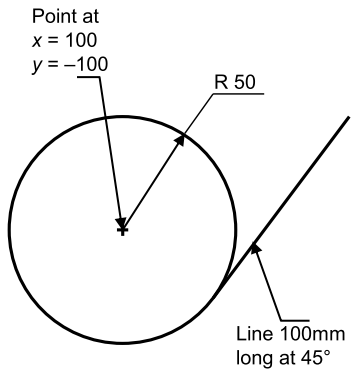 Point at
x = 100
y = –100
R 50
Line 100mm
long at 45°